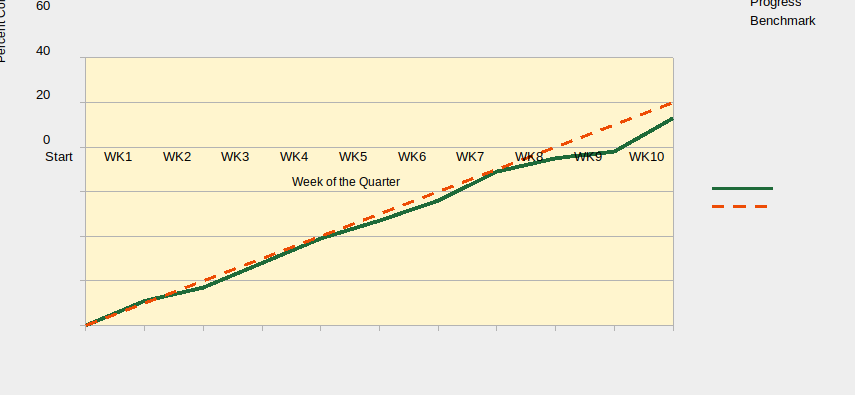 60
Progress
Benchmark
40
20
0
Start WK1 WK2 WK3 WK4 WK5 WK6 WK7 WK8 WK9 WK10
Week of the Quarter
Percent